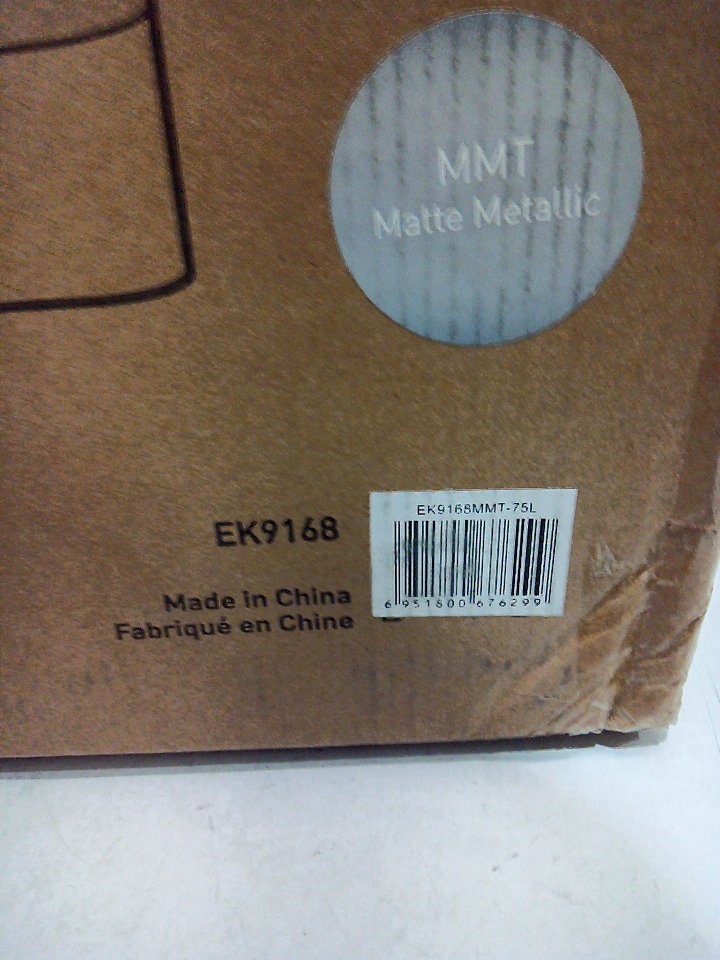 MMT
Matte Metallic
EK9168MMT-75L
6 951800 676299
EK9168
Made in China
Fabriqué en Chine